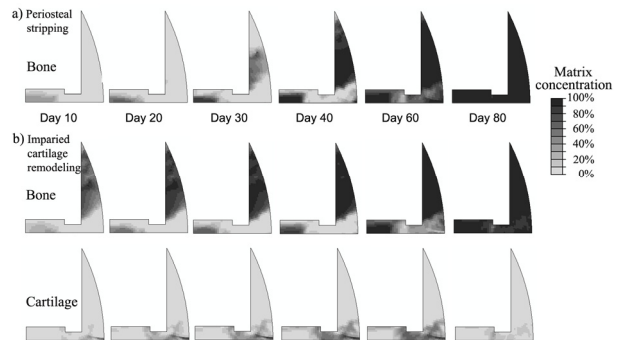 a) Periosteal
stripping
Bone
Day 10 Day 20 Day 30 Day 40 Day 60 Day 80
Matrix
concentration
100%
80%
60%
40%
20%
0%
b) Imparied
cartilage
remodeling
Bone
Cartilage